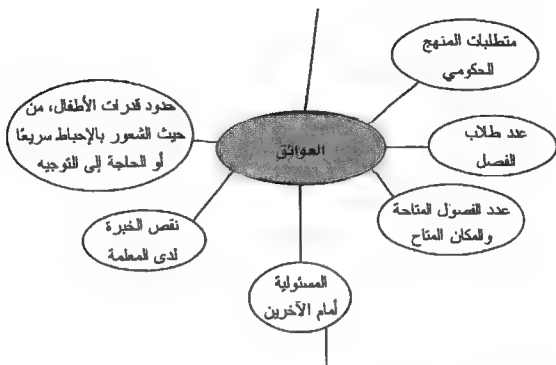 متطلبات المنهج
الحكومي
حدود قدرات الأطفال، من
حيث الشعور بالإحباط سريعًا
أو الحاجة إلى التوجيه
العوائق
عدد طلاب
الفصل
عدد الفصول المتاحة
والمكان المتاح
نقص الخبرة
لدى المعلمة
المسئولية
أمام الآخرين